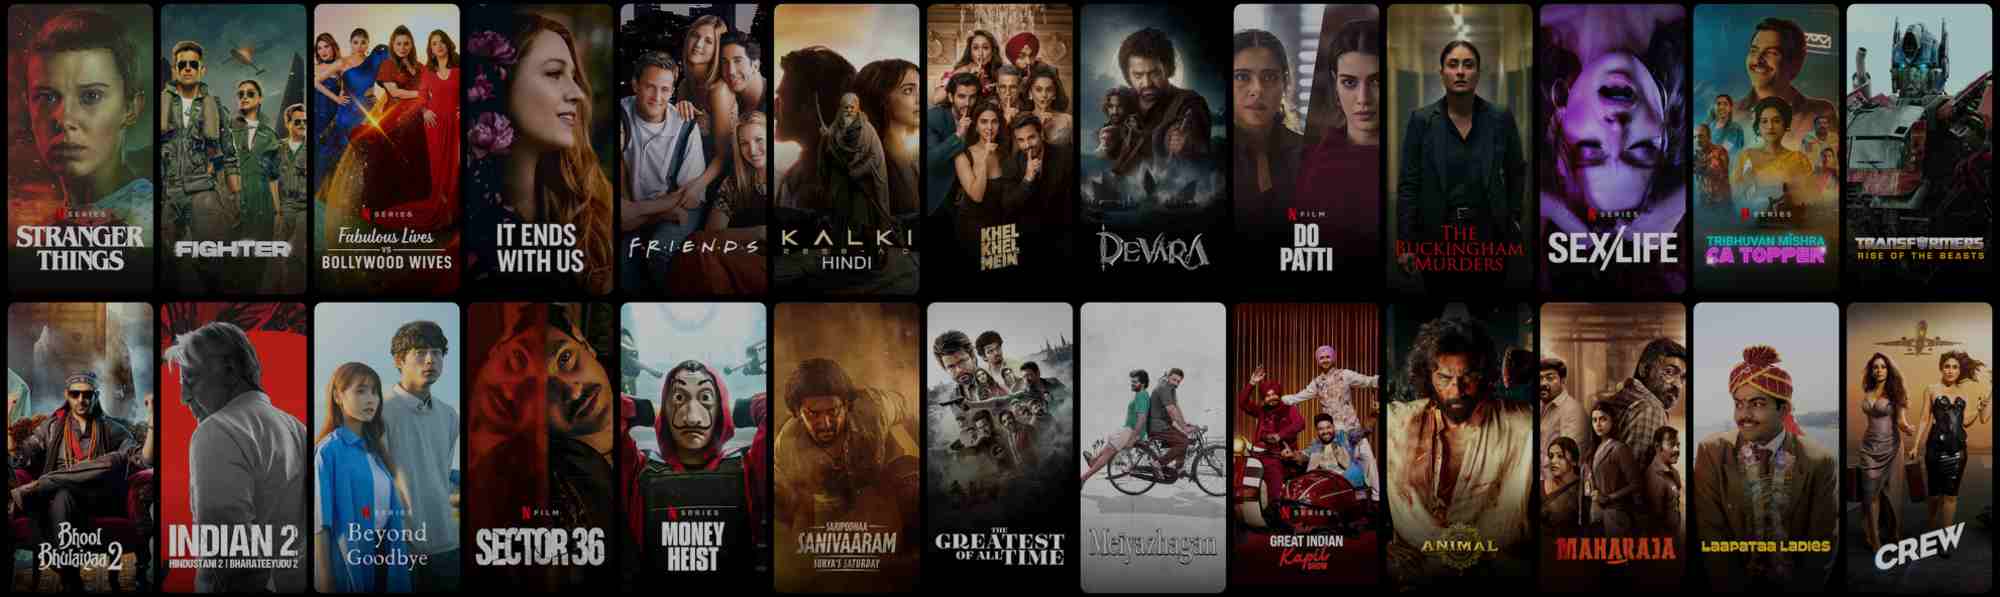 N SERIES
STRANGER
THINGS
FIGHTER
N SERIES
Fabulous Lives
VS
BOLLYWOOD WIVES
IT ENDS
WITH US
F·R·I·E·N·D·S
KALKI
HINDI
KHEL
KHEL
MEIN
DEVARA
N FILM
DO
PATTI
THE
BUCKINGHAM
MURDERS
N SERIES
SEX/LIFE
N SERIES
TRIBHUVAN MISHRA
CA TOPPER
TRANSFORMERS
RISE OF THE BEASTS
Bhool
Bhulaiyaa 2
INDIAN 2
HINDUSTANI 2 | BHARATEEYUDU 2
N SERIES
Beyond
Goodbye
N FILM
SECTOR 36
N SERIES
MONEY
HEIST
SARIPODHAA
SANIVAARAM
SURYA'S SATURDAY
THE
GREATEST
OF ALL TIME
Meiyazhagan
N SERIES
The
GREAT INDIAN
Kapil
SHOW
ANIMAL
MAHARAJA
LAAPATAA LADIES
CREW